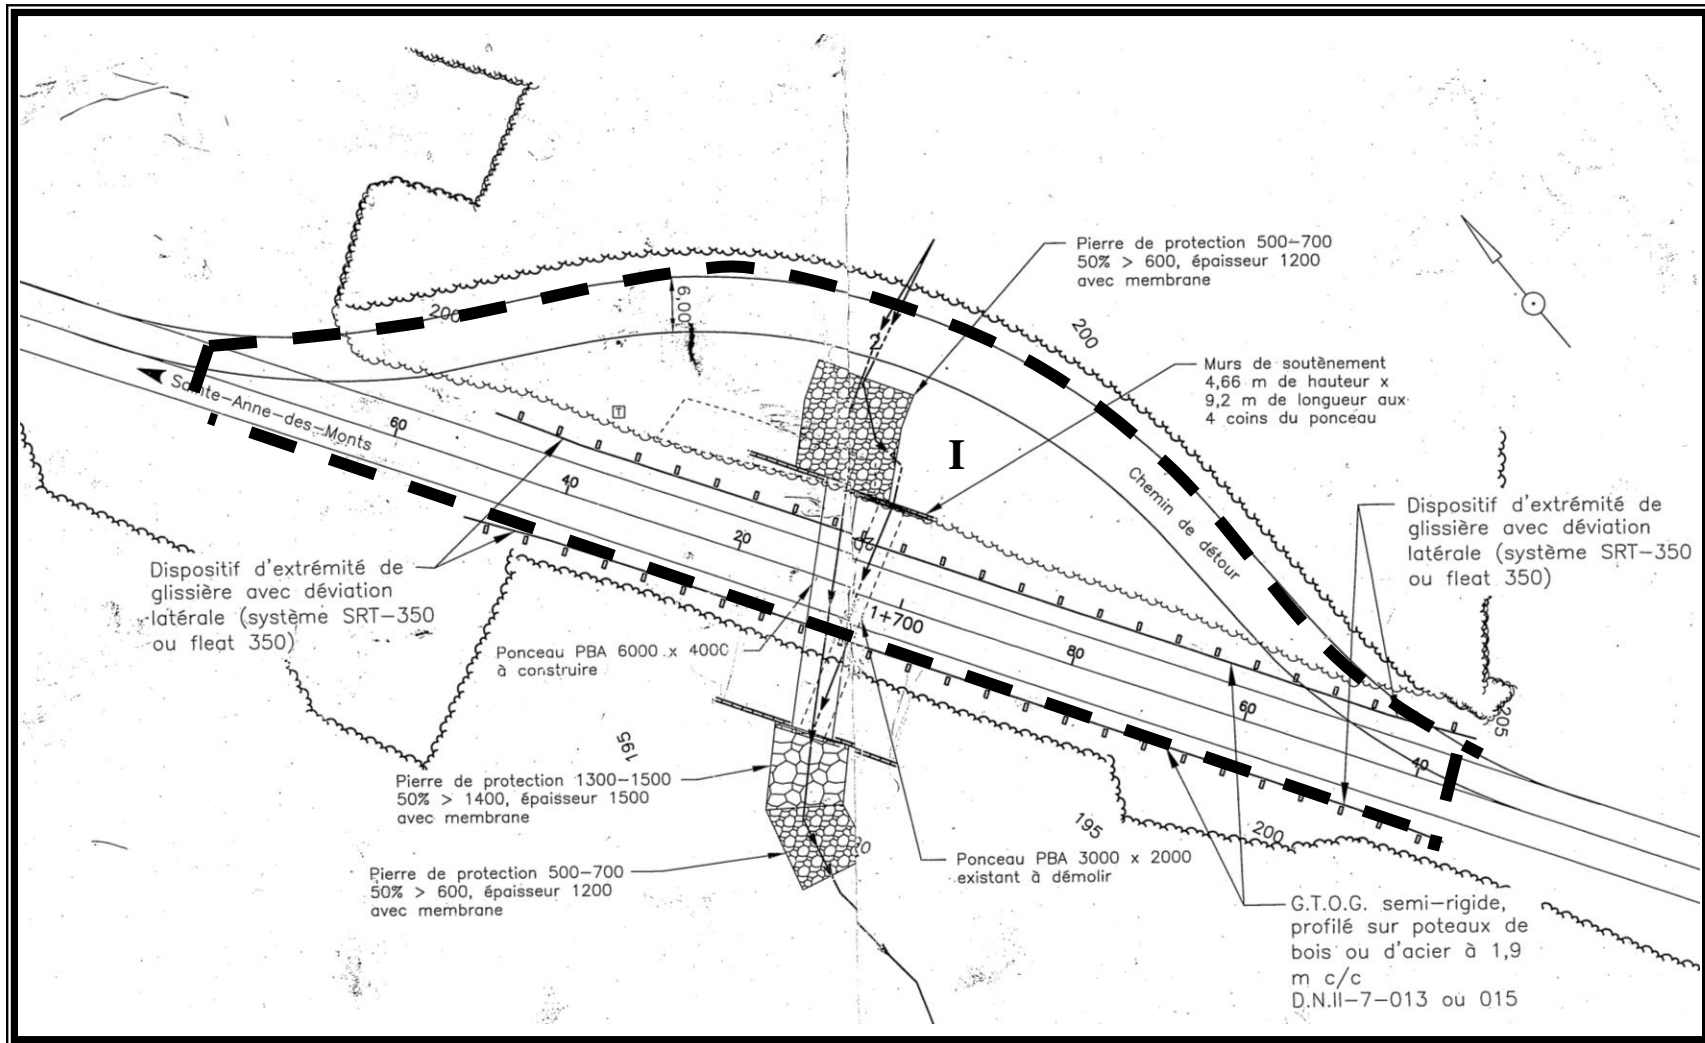 Pierre de protection 500-700
50% > 600, épaisseur 1200
avec membrane
200
6,00
200
2
Murs de soutènement
4,66 m de hauteur x
9,2 m de longueur aux
4 coins du ponceau
Sainte-Anne-des-Monts
60
T
I
Chemin de détour
40
20
Dispositif d'extrémité de
glissière avec déviation
latérale (système SRT-350
ou fleat 350)
Dispositif d'extrémité de
glissière avec déviation
latérale (système SRT-350
ou fleat 350)
1+700
80
60
40
205
Ponceau PBA 6000 x 4000
à construire
195
Pierre de protection 1300-1500
50% > 1400, épaisseur 1500
avec membrane
195
200
Pierre de protection 500-700
50% > 600, épaisseur 1200
avec membrane
Ponceau PBA 3000 x 2000
existant à démolir
G.T.O.G. semi-rigide,
profilé sur poteaux de
bois ou d'acier à 1,9
m c/c
D.N.II-7-013 ou 015